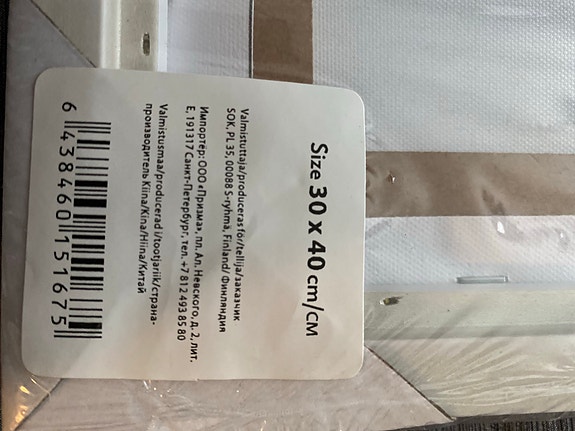 Size 30 x 40 cm/см
Valmistuttaja/produceras för/tellija/заказчик
SOK, PL 35, 00088 S-ryhmä, Finland/ Финляндия
Импортер: ООО «Призма», пл. Ал. Невского, д. 2, лит.
Е, 191317 Санкт-Петербург, тел. +7 812 493 85 80
Valmistusmaa/producerad i/tootjariik/страна-
производитель Kiina/Kina/Hiina/Китай
6 438460 151675